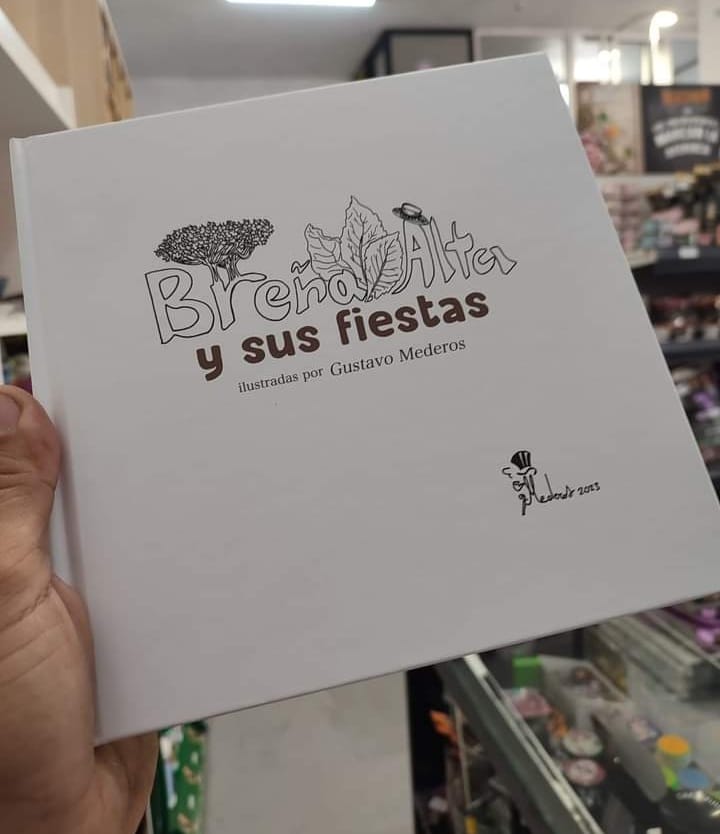 Breña Alta
y sus fiestas
ilustradas por Gustavo Mederos
Mederos 2023